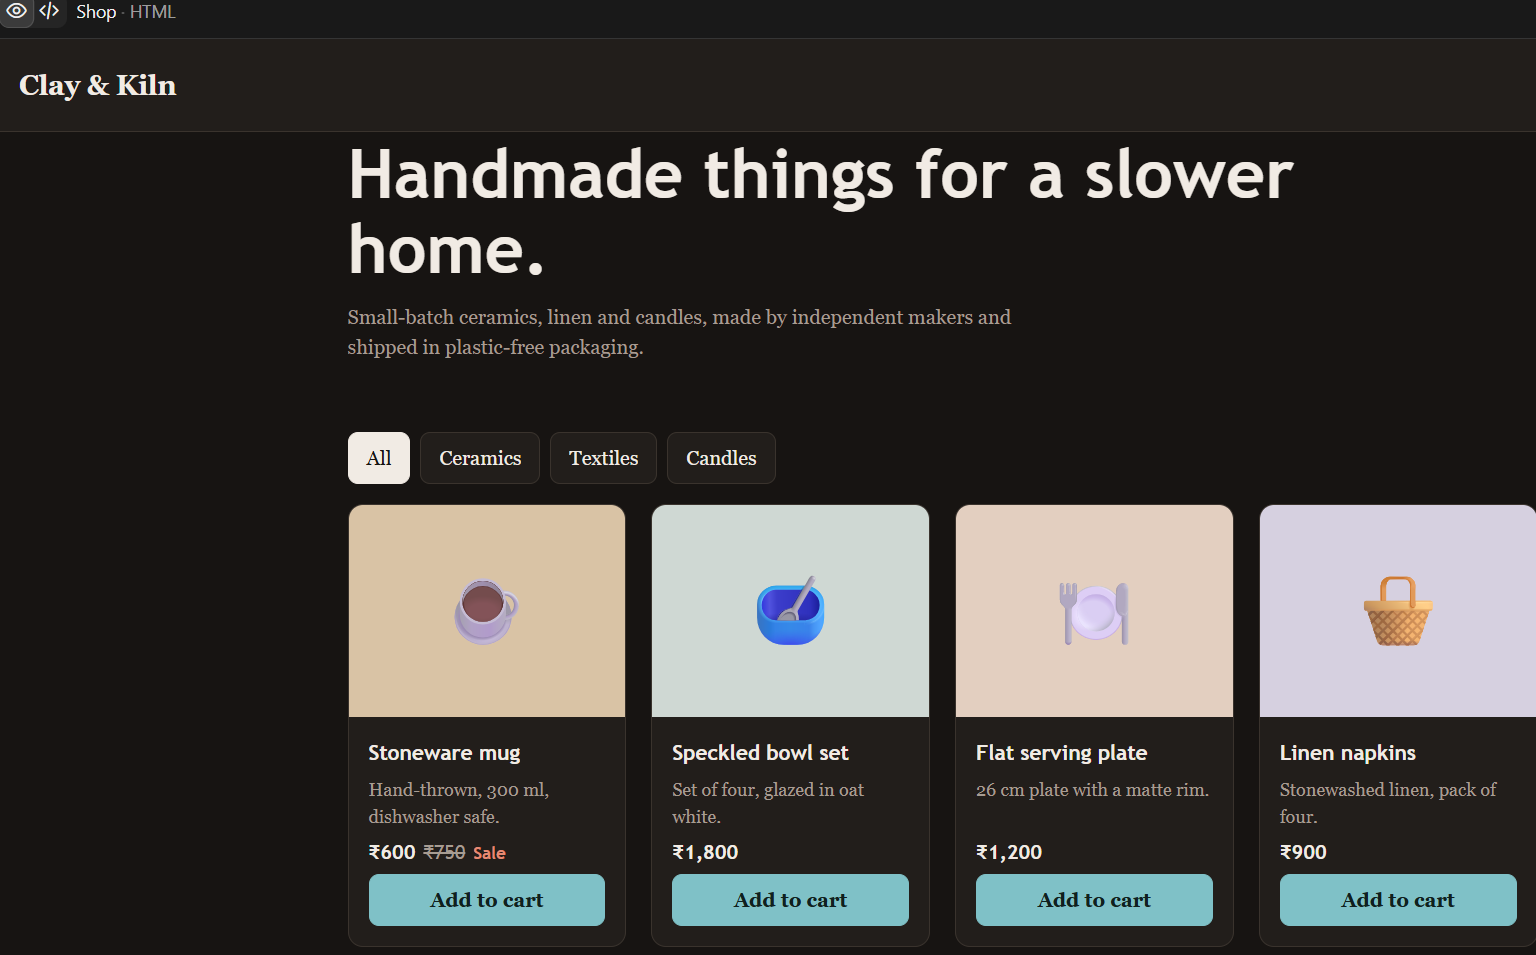 Shop · HTML
Clay & Kiln
Handmade things for a slower
home.
Small-batch ceramics, linen and candles, made by independent makers and
shipped in plastic-free packaging.
All
Ceramics
Textiles
Candles
Stoneware mug
Hand-thrown, 300 ml,
dishwasher safe.
₹600 ₹750 Sale
Add to cart
Speckled bowl set
Set of four, glazed in oat
white.
₹1,800
Add to cart
Flat serving plate
26 cm plate with a matte rim.
₹1,200
Add to cart
Linen napkins
Stonewashed linen, pack of
four.
₹900
Add to cart